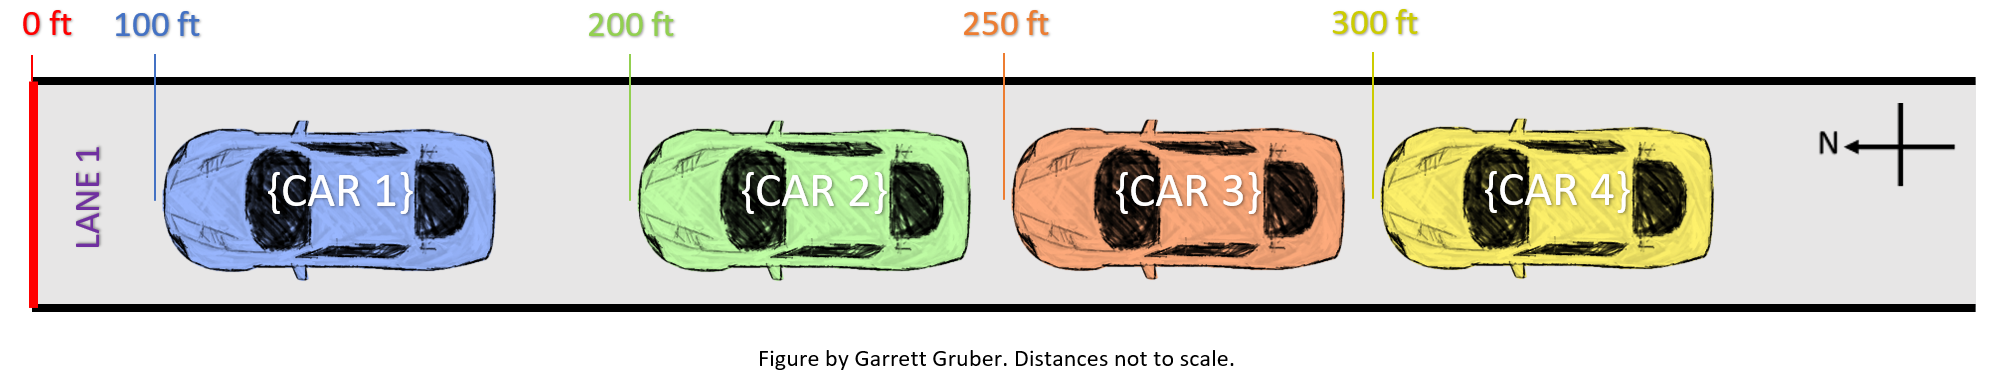 0 ft 100 ft 200 ft 250 ft 300 ft
LANE 1
{CAR 1} {CAR 2} {CAR 3} {CAR 4}
N
Figure by Garrett Gruber. Distances not to scale.